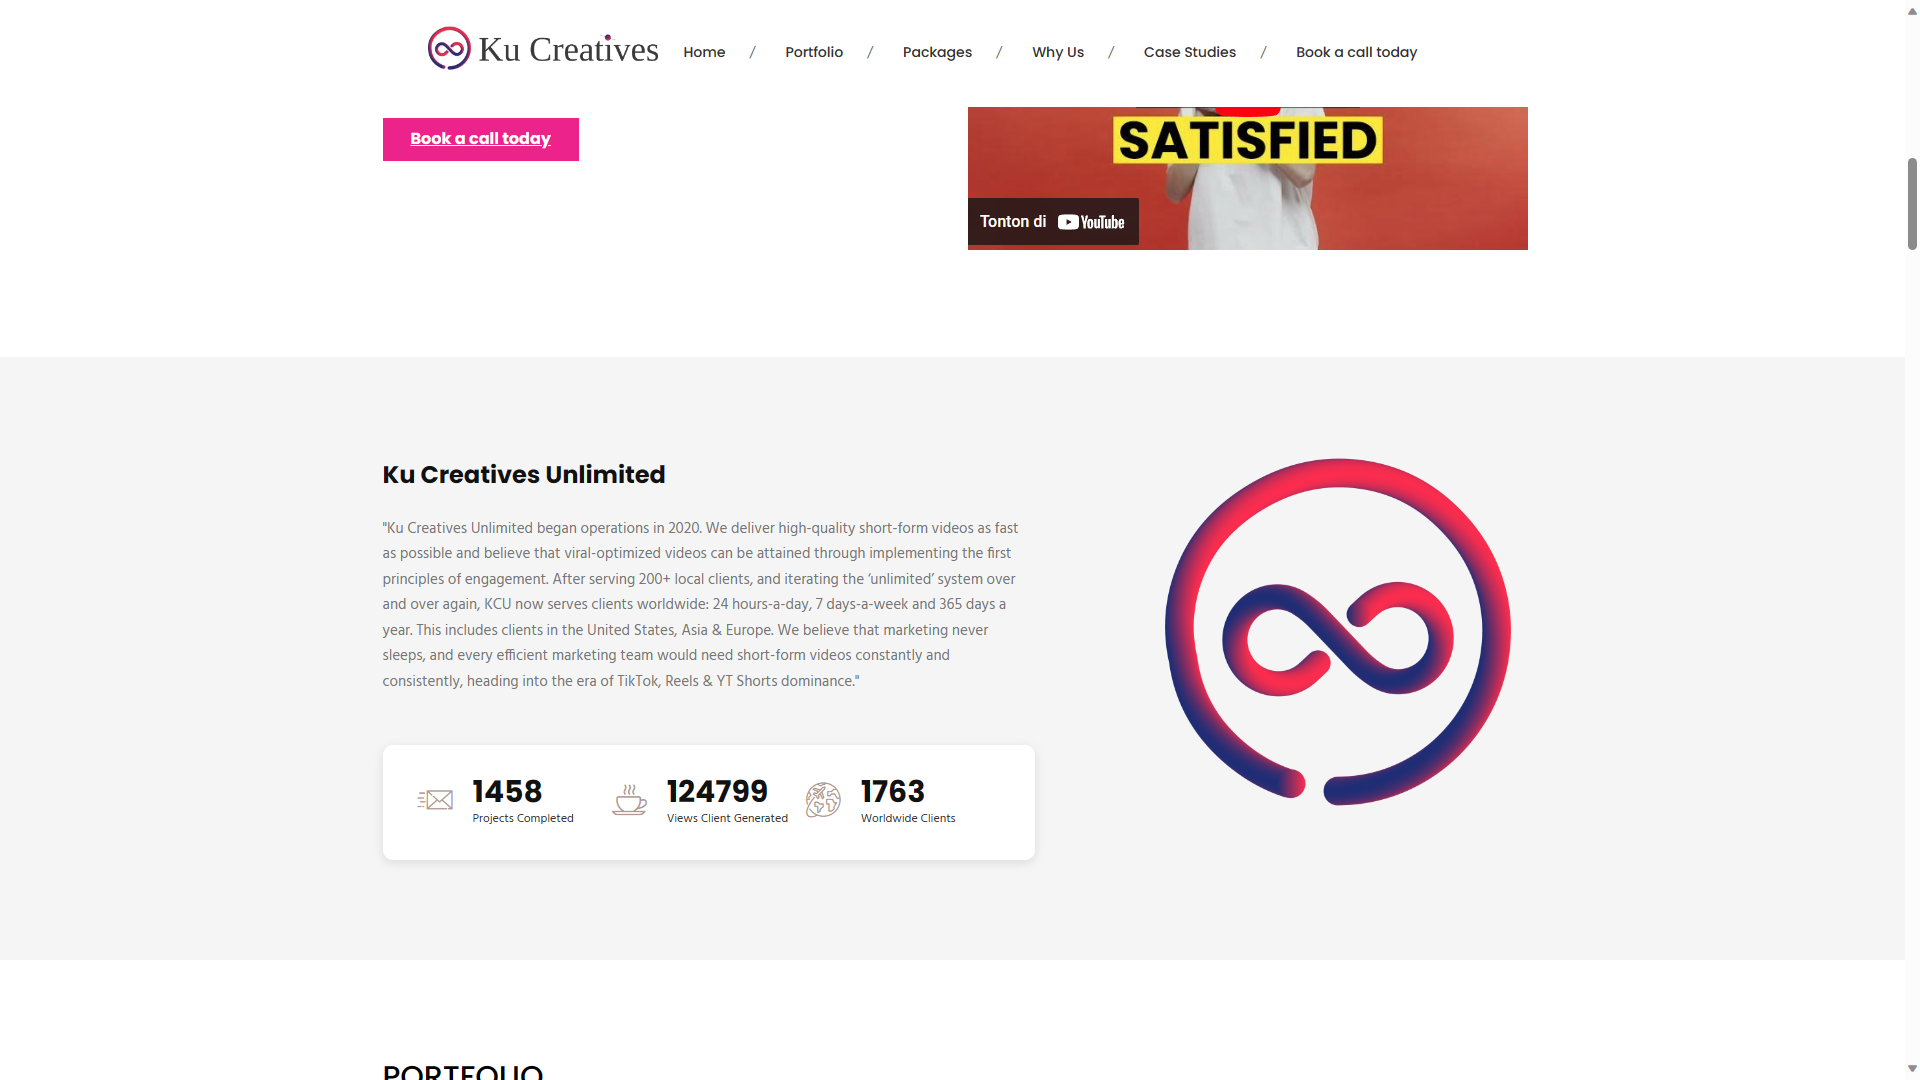 Ku Creatives
Home / Portfolio / Packages / Why Us / Case Studies / Book a call today
Book a call today
SATISFIED
Tonton di YouTube
Ku Creatives Unlimited
"Ku Creatives Unlimited began operations in 2020. We deliver high-quality short-form videos as fast
as possible and believe that viral-optimized videos can be attained through implementing the first
principles of engagement. After serving 200+ local clients, and iterating the ‘unlimited’ system over
and over again, KCU now serves clients worldwide: 24 hours-a-day, 7 days-a-week and 365 days a
year. This includes clients in the United States, Asia & Europe. We believe that marketing never
sleeps, and every efficient marketing team would need short-form videos constantly and
consistently, heading into the era of TikTok, Reels & YT Shorts dominance."
1458
Projects Completed
124799
Views Client Generated
1763
Worldwide Clients
PORTFOLIO